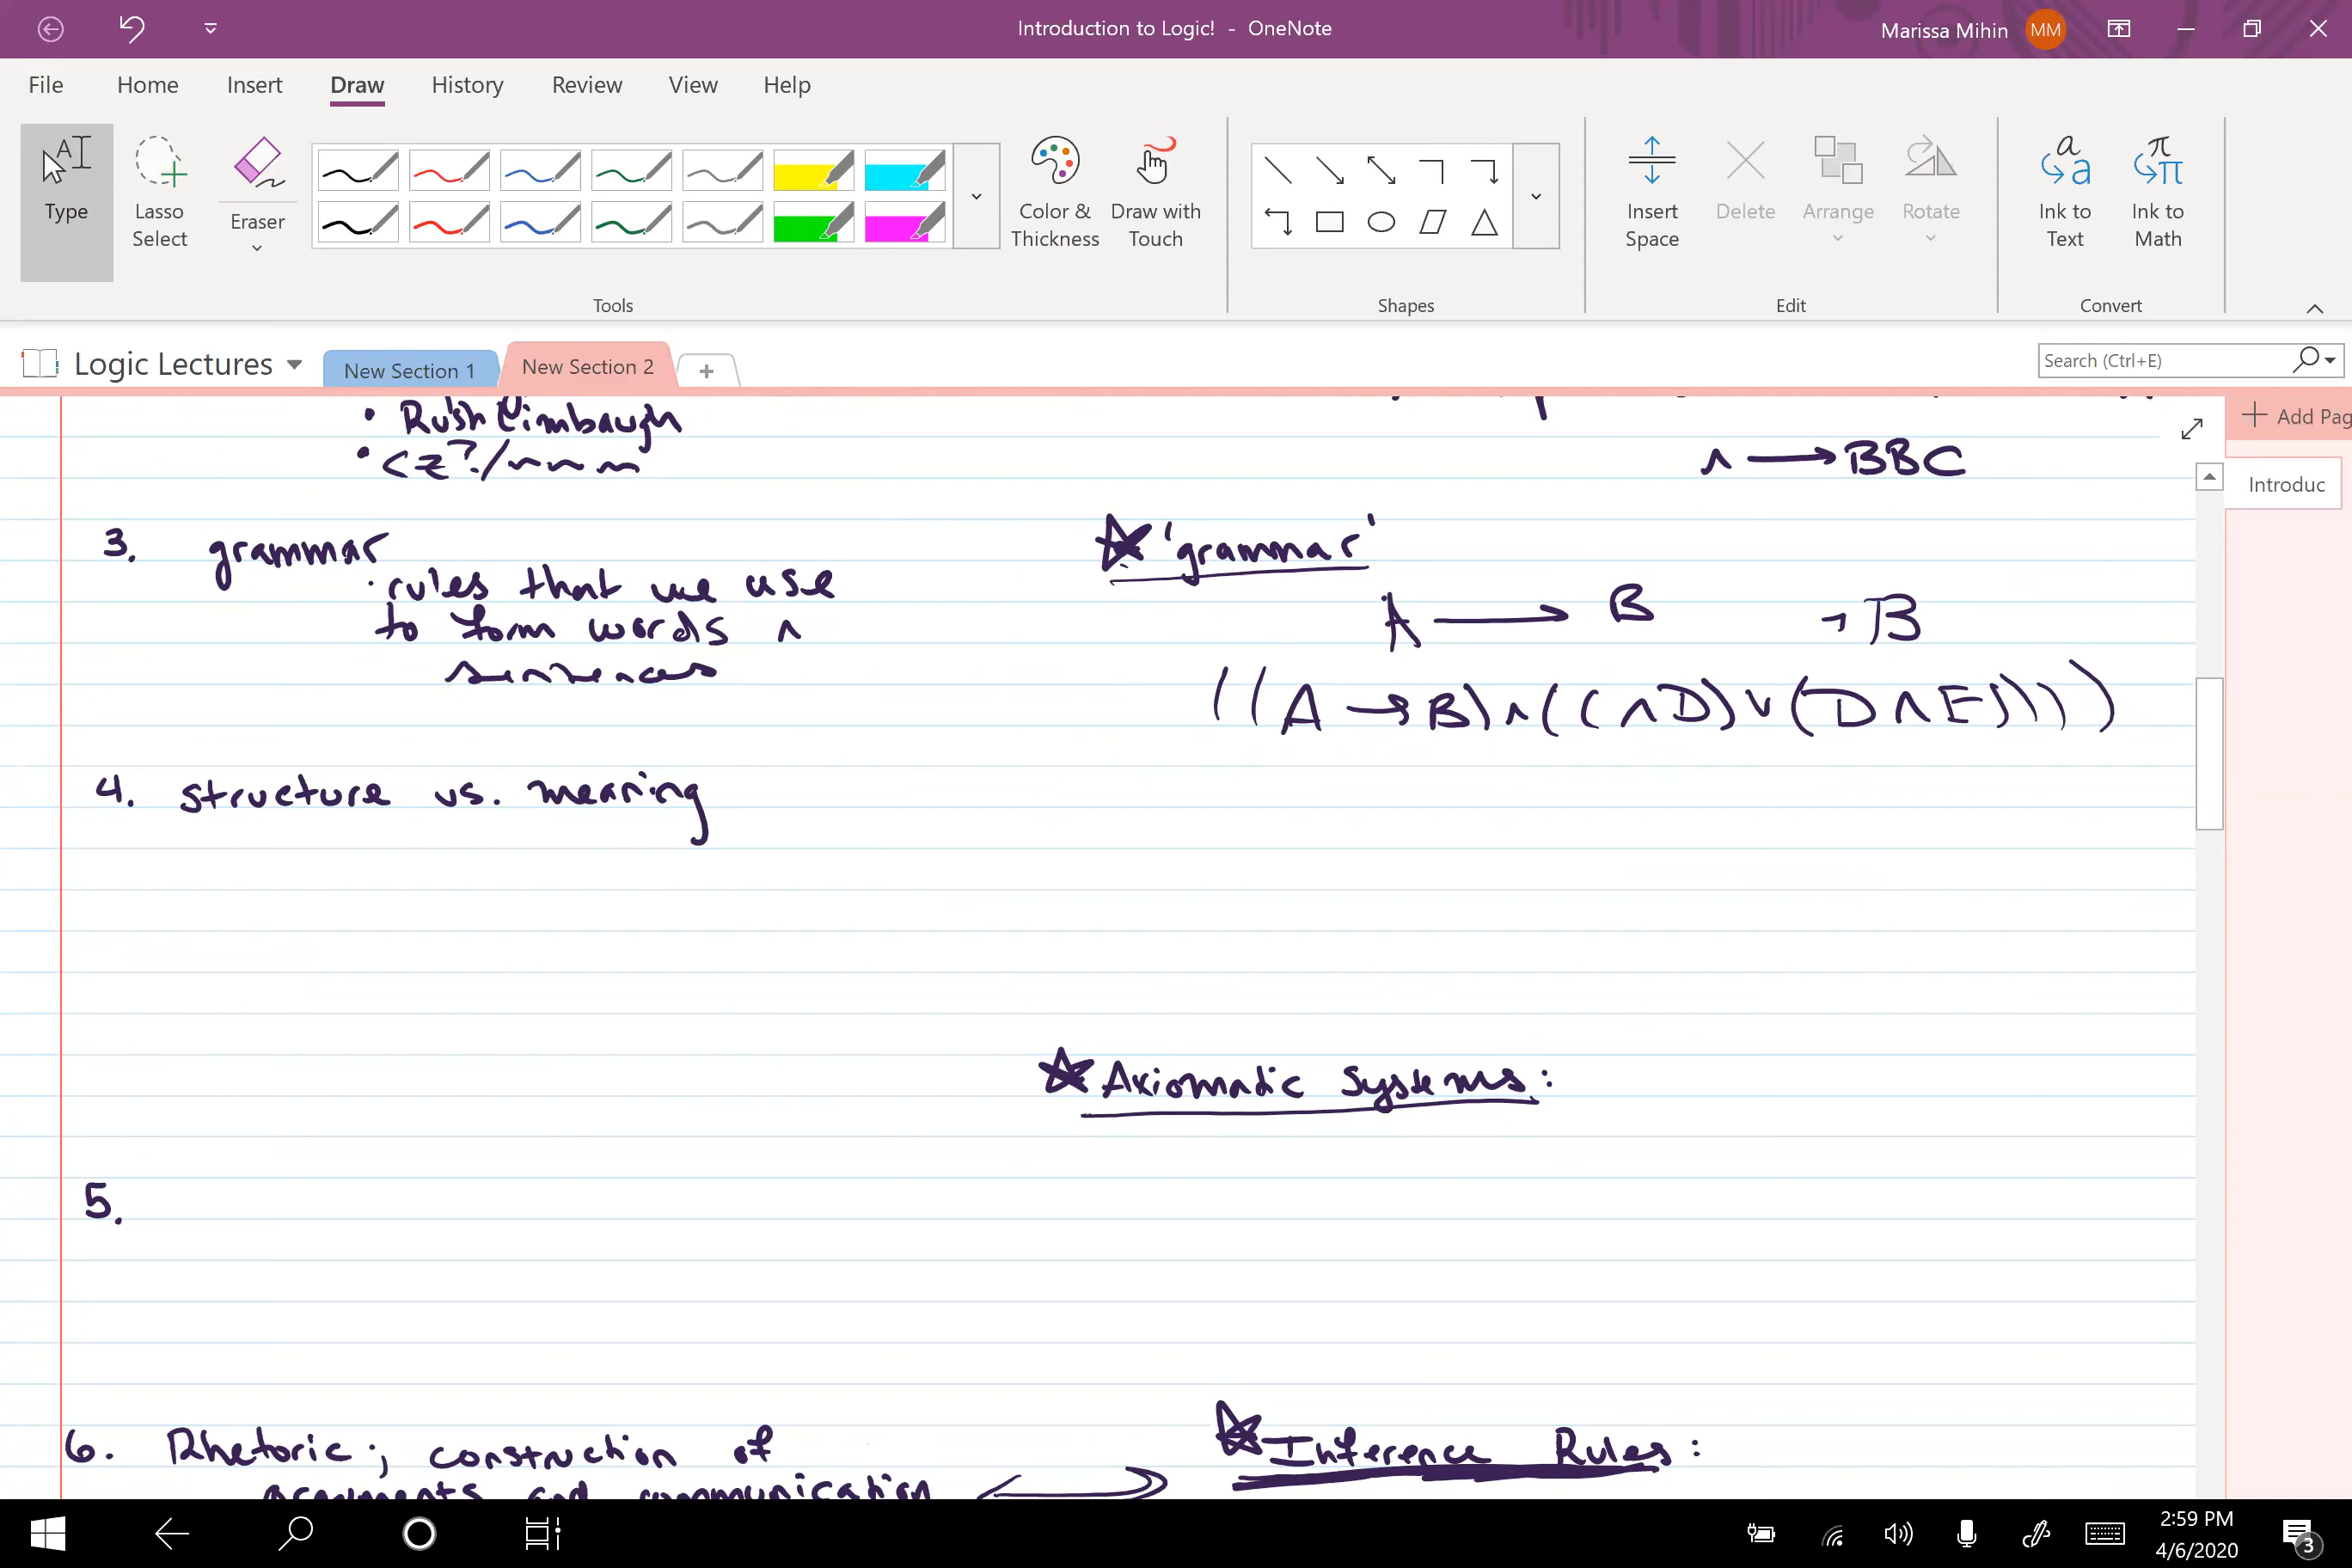 Introduction to Logic! - OneNote
Marissa Mihin MM
File Home Insert Draw History Review View Help
Type
Lasso Select
Eraser
Color & Thickness
Draw with Touch
Insert Space
Delete
Arrange
Rotate
Ink to Text
Ink to Math
Tools
Shapes
Edit
Convert
Logic Lectures
New Section 1
New Section 2
Search (Ctrl+E)
Add Pag
Introduc
• Rush Limbaugh
∧ → BBC
3. grammar
· rules that we use
to form words ∧
sentences
'grammar'
A → B ¬B
((A → B) ∧ ((C ∧ D) ∨ (D ∧ E))))
4. structure vs. meaning
Axiomatic Systems:
5.
6. Rhetoric; construction of
arguments and communication
Inference Rules:
2:59 PM
4/6/2020
3